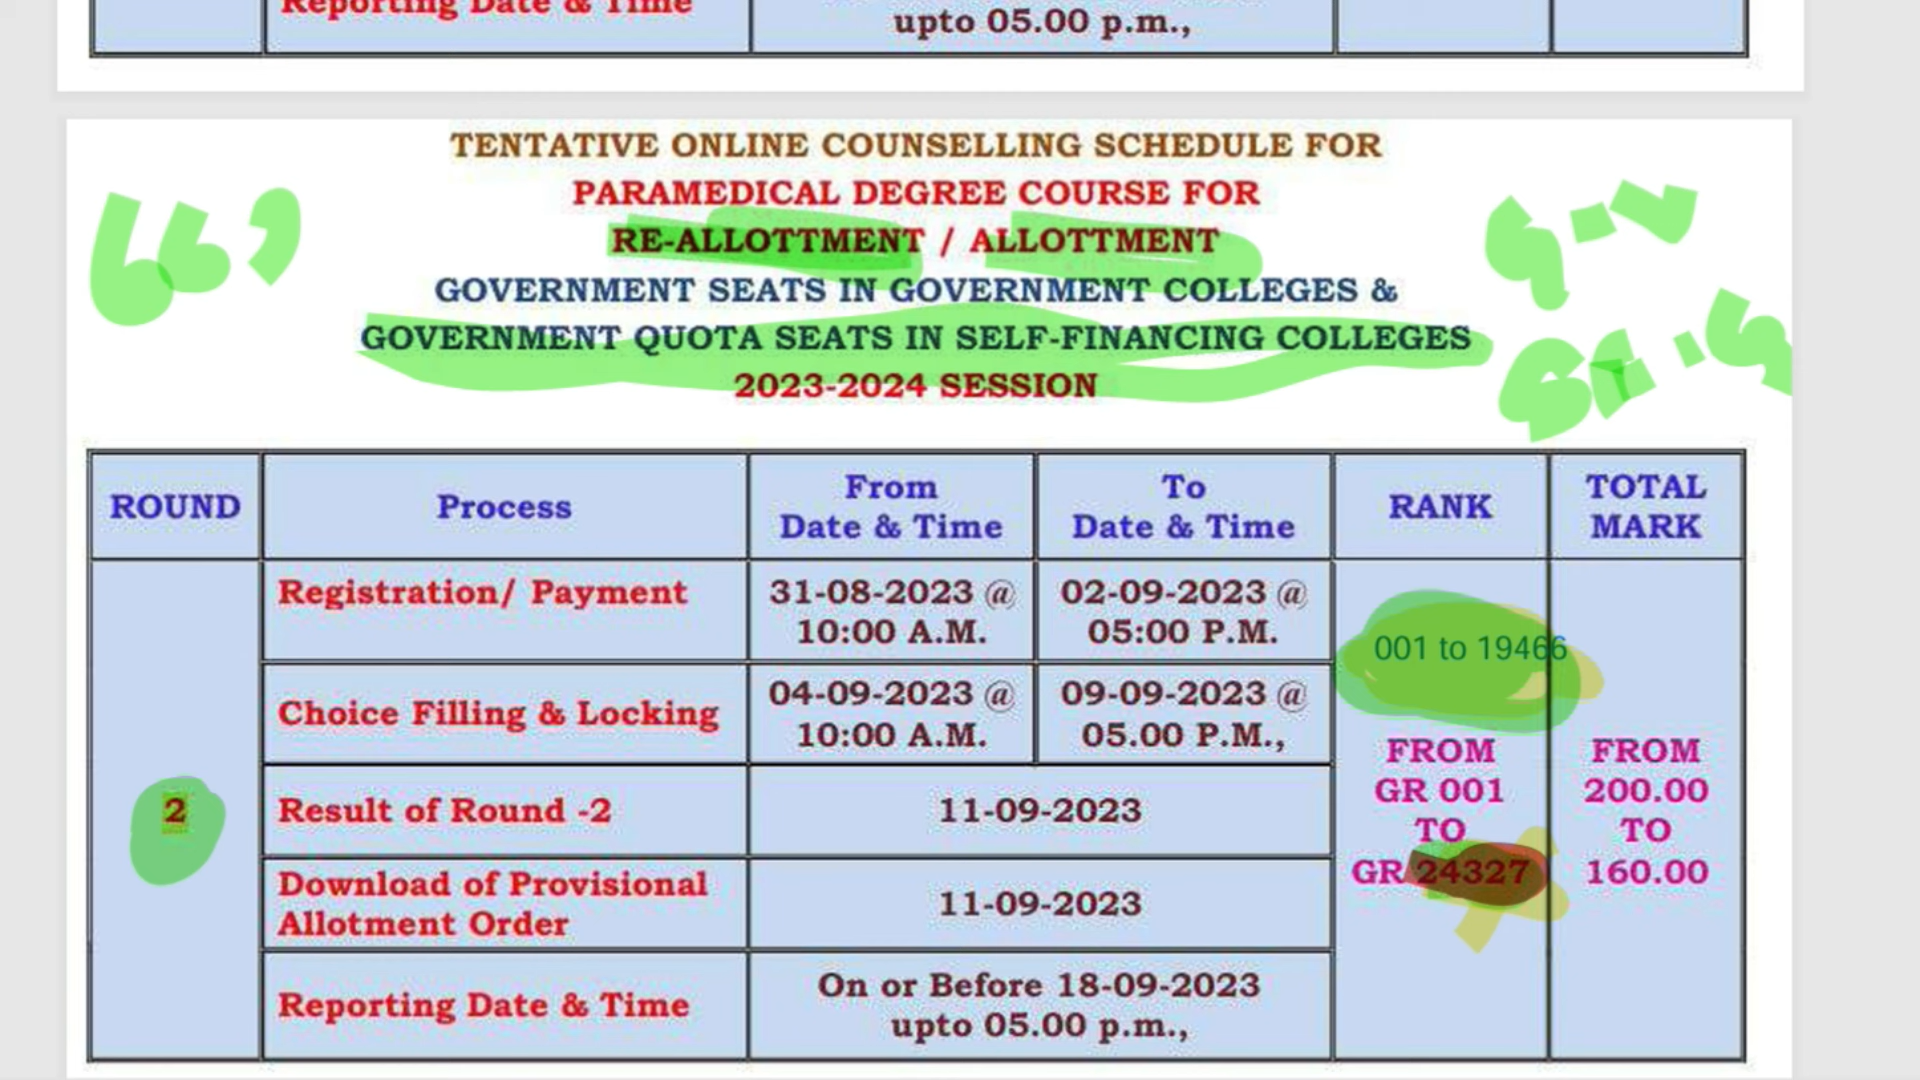 Reporting Date & Time
upto 05.00 p.m.,
TENTATIVE ONLINE COUNSELLING SCHEDULE FOR
PARAMEDICAL DEGREE COURSE FOR
RE-ALLOTTMENT / ALLOTTMENT
GOVERNMENT SEATS IN GOVERNMENT COLLEGES &
GOVERNMENT QUOTA SEATS IN SELF-FINANCING COLLEGES
2023-2024 SESSION
ROUND Process From Date & Time To Date & Time RANK TOTAL MARK
2
Registration/ Payment
31-08-2023 @
10:00 A.M.
02-09-2023 @
05:00 P.M.
Choice Filling & Locking
04-09-2023 @
10:00 A.M.
09-09-2023 @
05.00 P.M.,
Result of Round -2
11-09-2023
Download of Provisional
Allotment Order
11-09-2023
Reporting Date & Time
On or Before 18-09-2023
upto 05.00 p.m.,
001 to 19466
FROM
GR 001
TO
GR 24327
FROM
200.00
TO
160.00